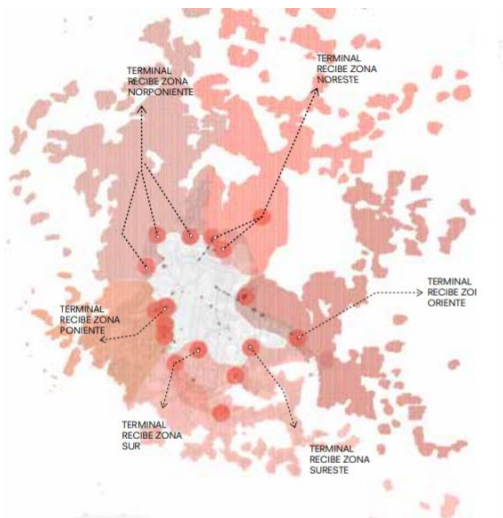 TERMINAL
RECIBE ZONA
NORPONIENTE
TERMINAL
RECIBE ZONA
NORESTE
TERMINAL
RECIBE ZOI
ORIENTE
TERMINAL
RECIBE ZONA
PONIENTE
TERMINAL
RECIBE ZONA
SUR
TERMINAL
RECIBE ZONA
SURESTE